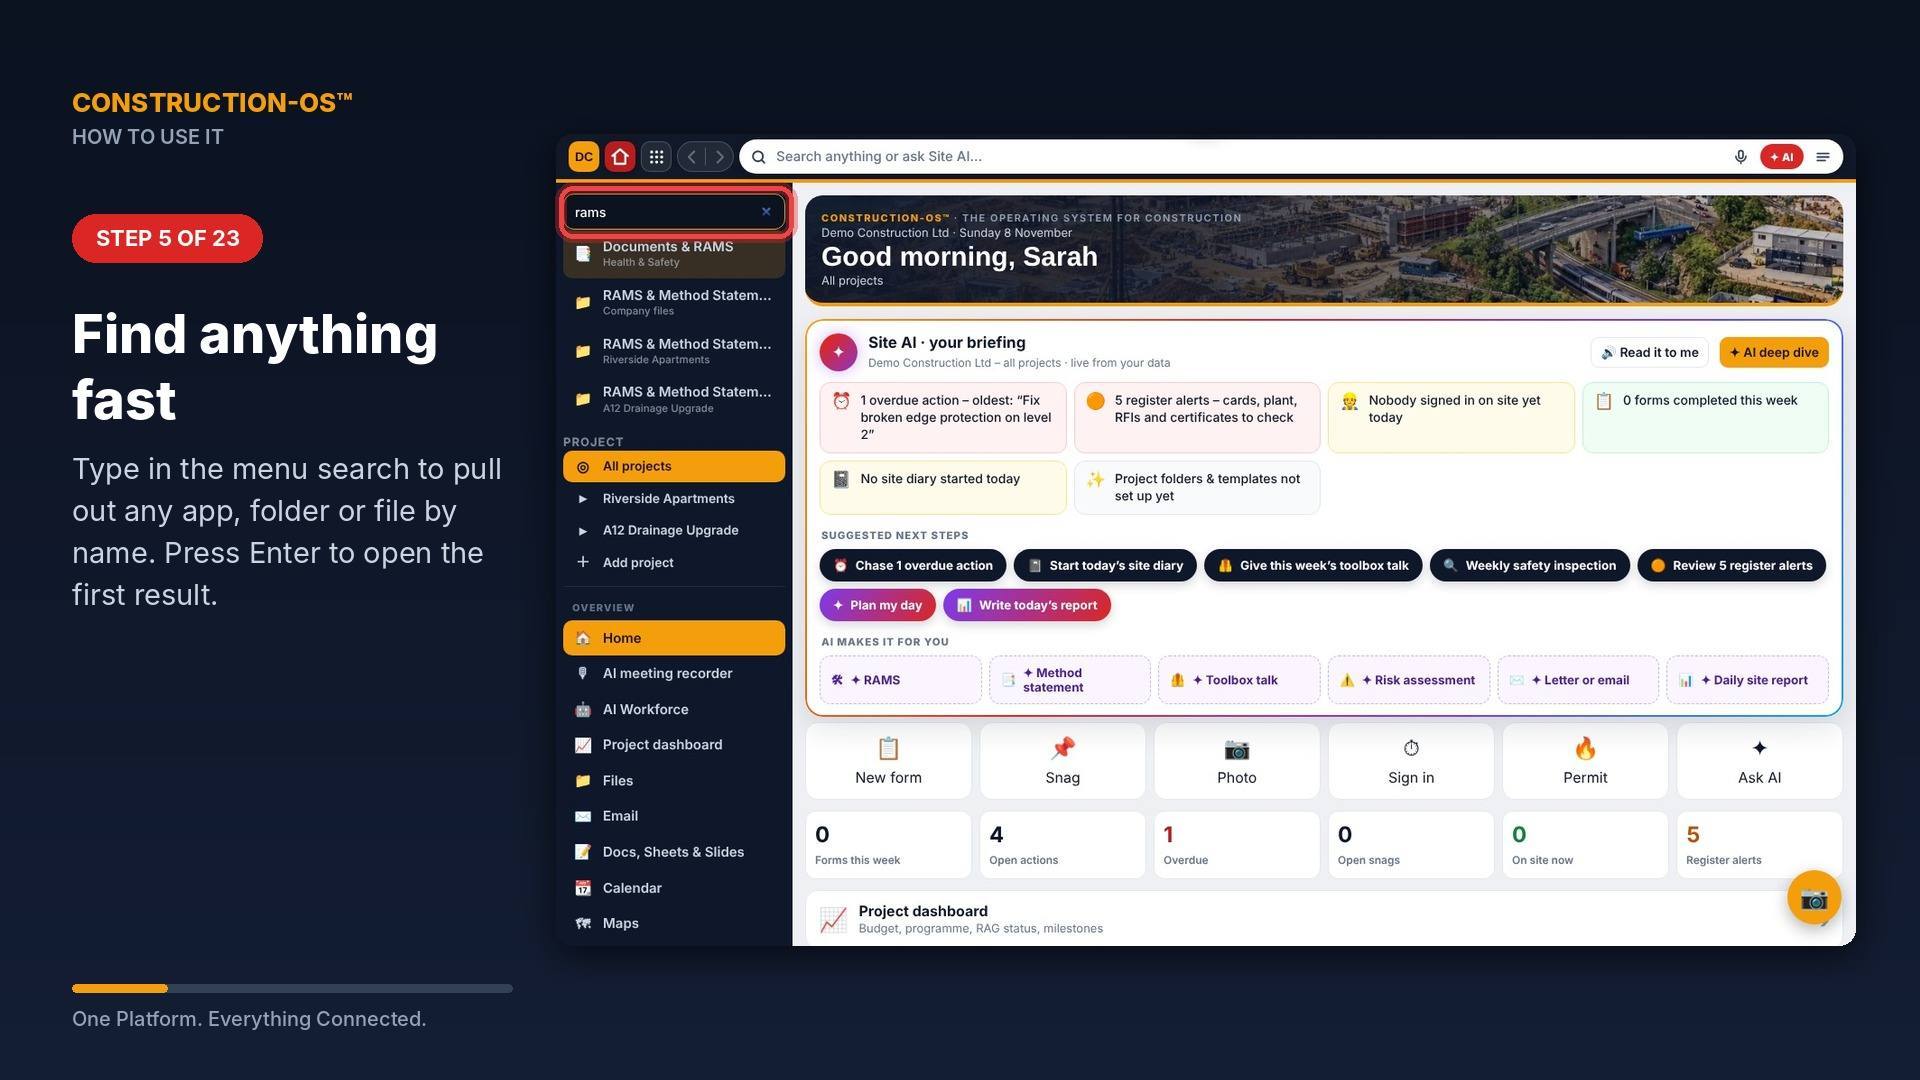 CONSTRUCTION-OS™
HOW TO USE IT
STEP 5 OF 23
Find anything
fast
Type in the menu search to pull
out any app, folder or file by
name. Press Enter to open the
first result.
One Platform. Everything Connected.
DC
Search anything or ask Site AI...
✦ AI
rams
Documents & RAMS
Health & Safety
RAMS & Method Statem...
Company files
RAMS & Method Statem...
Riverside Apartments
RAMS & Method Statem...
A12 Drainage Upgrade
PROJECT
All projects
Riverside Apartments
A12 Drainage Upgrade
Add project
OVERVIEW
Home
AI meeting recorder
AI Workforce
Project dashboard
Files
Email
Docs, Sheets & Slides
Calendar
Maps
CONSTRUCTION-OS™ · THE OPERATING SYSTEM FOR CONSTRUCTION
Demo Construction Ltd · Sunday 8 November
Good morning, Sarah
All projects
Site AI · your briefing
Demo Construction Ltd – all projects · live from your data
Read it to me
✦ AI deep dive
1 overdue action – oldest: “Fix
broken edge protection on level
2”
5 register alerts – cards, plant,
RFIs and certificates to check
Nobody signed in on site yet
today
0 forms completed this week
No site diary started today
Project folders & templates not
set up yet
SUGGESTED NEXT STEPS
Chase 1 overdue action
Start today’s site diary
Give this week’s toolbox talk
Weekly safety inspection
Review 5 register alerts
Plan my day
Write today’s report
AI MAKES IT FOR YOU
✦ RAMS
✦ Method
statement
✦ Toolbox talk
✦ Risk assessment
✦ Letter or email
✦ Daily site report
New form
Snag
Photo
Sign in
Permit
Ask AI
0
Forms this week
4
Open actions
1
Overdue
0
Open snags
0
On site now
5
Register alerts
Project dashboard
Budget, programme, RAG status, milestones